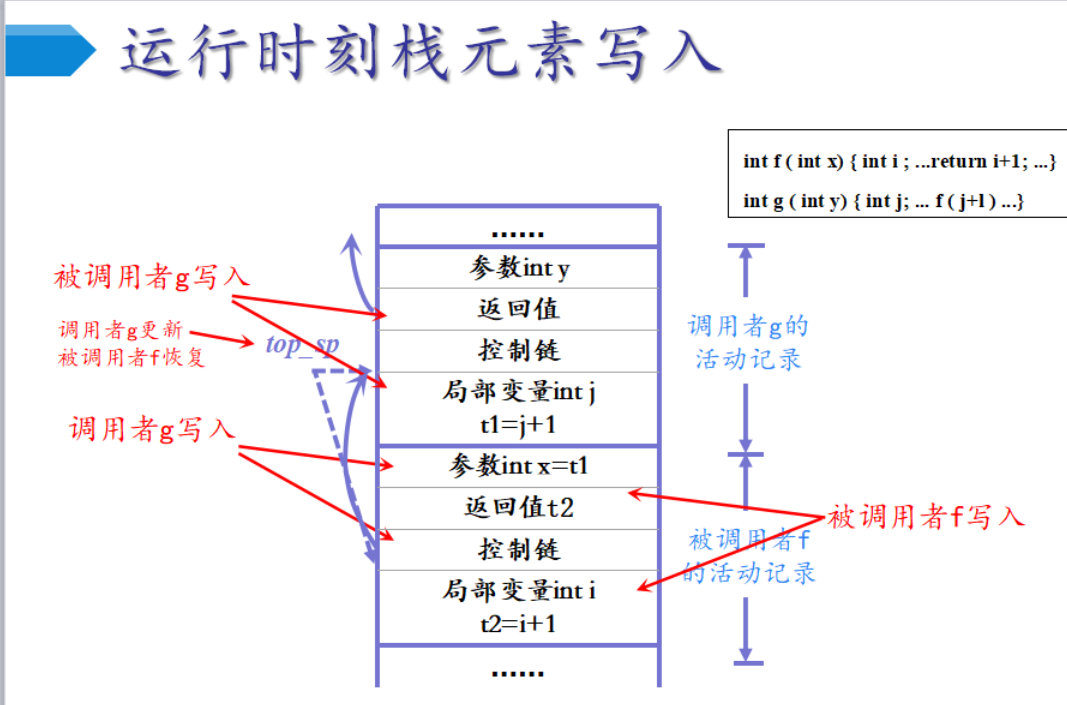 运行时刻栈元素写入
int f ( int x) { int i ; ...return i+1; ...}
int g ( int y) { int j; ... f ( j+1 ) ...}
......
参数int y
返回值
控制链
局部变量int j
t1=j+1
参数int x=t1
返回值t2
控制链
局部变量int i
t2=i+1
......
被调用者g写入
调用者g更新
被调用者f恢复
top_sp
调用者g写入
调用者g的
活动记录
被调用者f写入
被调用者f
的活动记录